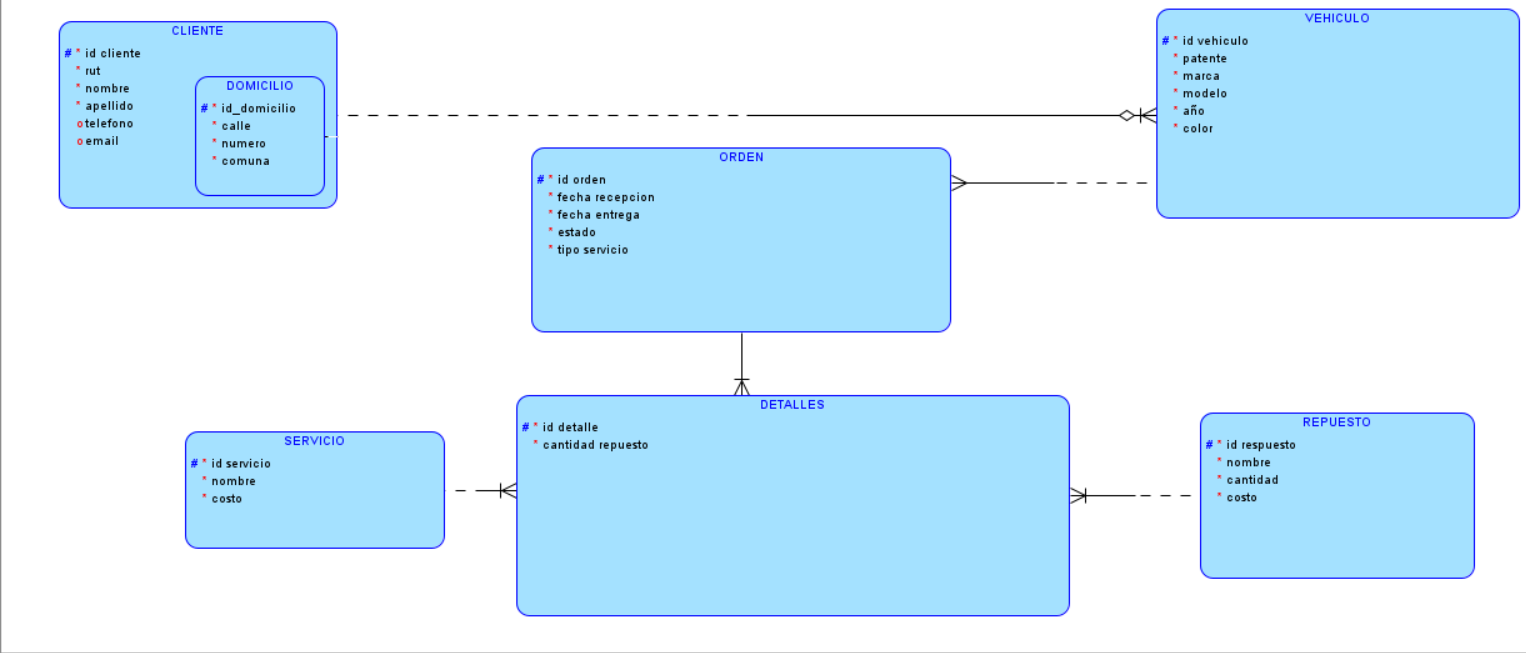 CLIENTE
# * id cliente
* rut
* nombre
* apellido
o telefono
o email
DOMICILIO
# * id_domicilio
* calle
* numero
* comuna
VEHICULO
# * id vehiculo
* patente
* marca
* modelo
* año
* color
ORDEN
# * id orden
* fecha recepcion
* fecha entrega
* estado
* tipo servicio
DETALLES
# * id detalle
* cantidad repuesto
SERVICIO
# * id servicio
* nombre
* costo
REPUESTO
# * id respuesto
* nombre
* cantidad
* costo